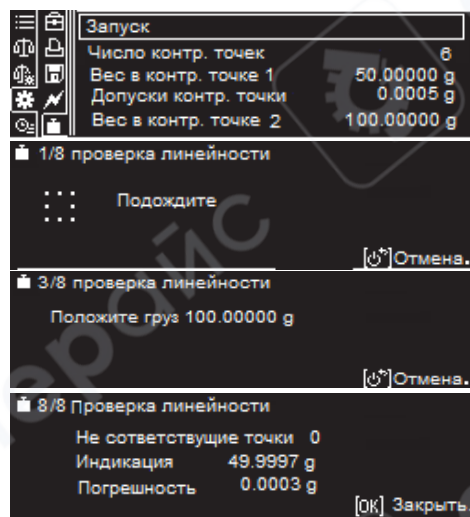 Запуск
Число контр. точек 6
Вес в контр. точке 1 50.00000 g
Допуски контр. точки 0.0005 g
Вес в контр. точке 2 100.00000 g
1/8 проверка линейности
Подождите
[⏻]Отмена.
3/8 проверка линейности
Положите груз 100.00000 g
[⏻]Отмена.
8/8 Проверка линейности
Не сответствущие точки 0
Индикация 49.9997 g
Погрешность 0.0003 g
[OK] Закрыть